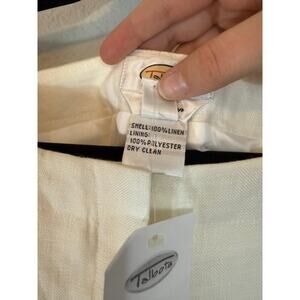 Talbots
SHELL: 100% LINEN
LINING:
100% POLYESTER
DRY CLEAN
Talbots